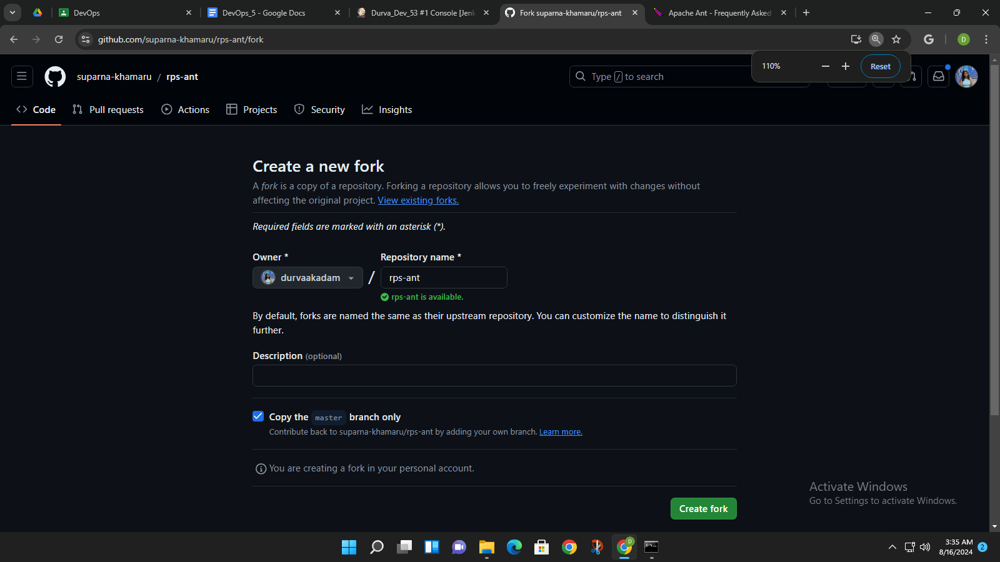 DevOps
DevOps_5 - Google Docs
Durva_Dev_53 #1 Console [Jenk
Fork suparna-khamaru/rps-ant
Apache Ant - Frequently Asked
github.com/suparna-khamaru/rps-ant/fork
D
110%
Reset
suparna-khamaru / rps-ant
Type / to search
Code
Pull requests
Actions
Projects
Security
Insights
Create a new fork
A fork is a copy of a repository. Forking a repository allows you to freely experiment with changes without
affecting the original project. View existing forks.
Required fields are marked with an asterisk (*).
Owner *
Repository name *
durvaakadam
/
rps-ant
rps-ant is available.
By default, forks are named the same as their upstream repository. You can customize the name to distinguish it
further.
Description (optional)
Copy the master branch only
Contribute back to suparna-khamaru/rps-ant by adding your own branch. Learn more.
You are creating a fork in your personal account.
Create fork
Activate Windows
Go to Settings to activate Windows.
D
3:35 AM
8/16/2024
2